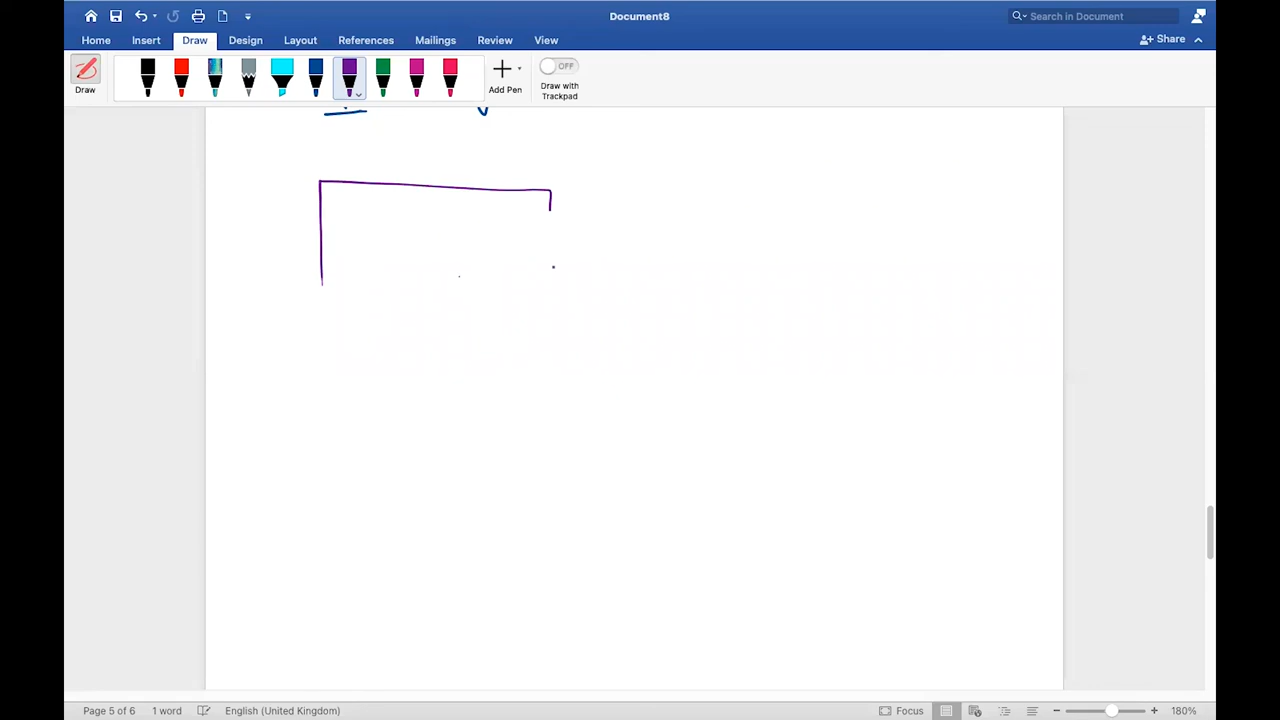 Document8
Search in Document
Home Insert Draw Design Layout References Mailings Review View
Share
Draw
Add Pen
OFF
Draw with
Trackpad
Page 5 of 6 1 word English (United Kingdom) Focus 180%